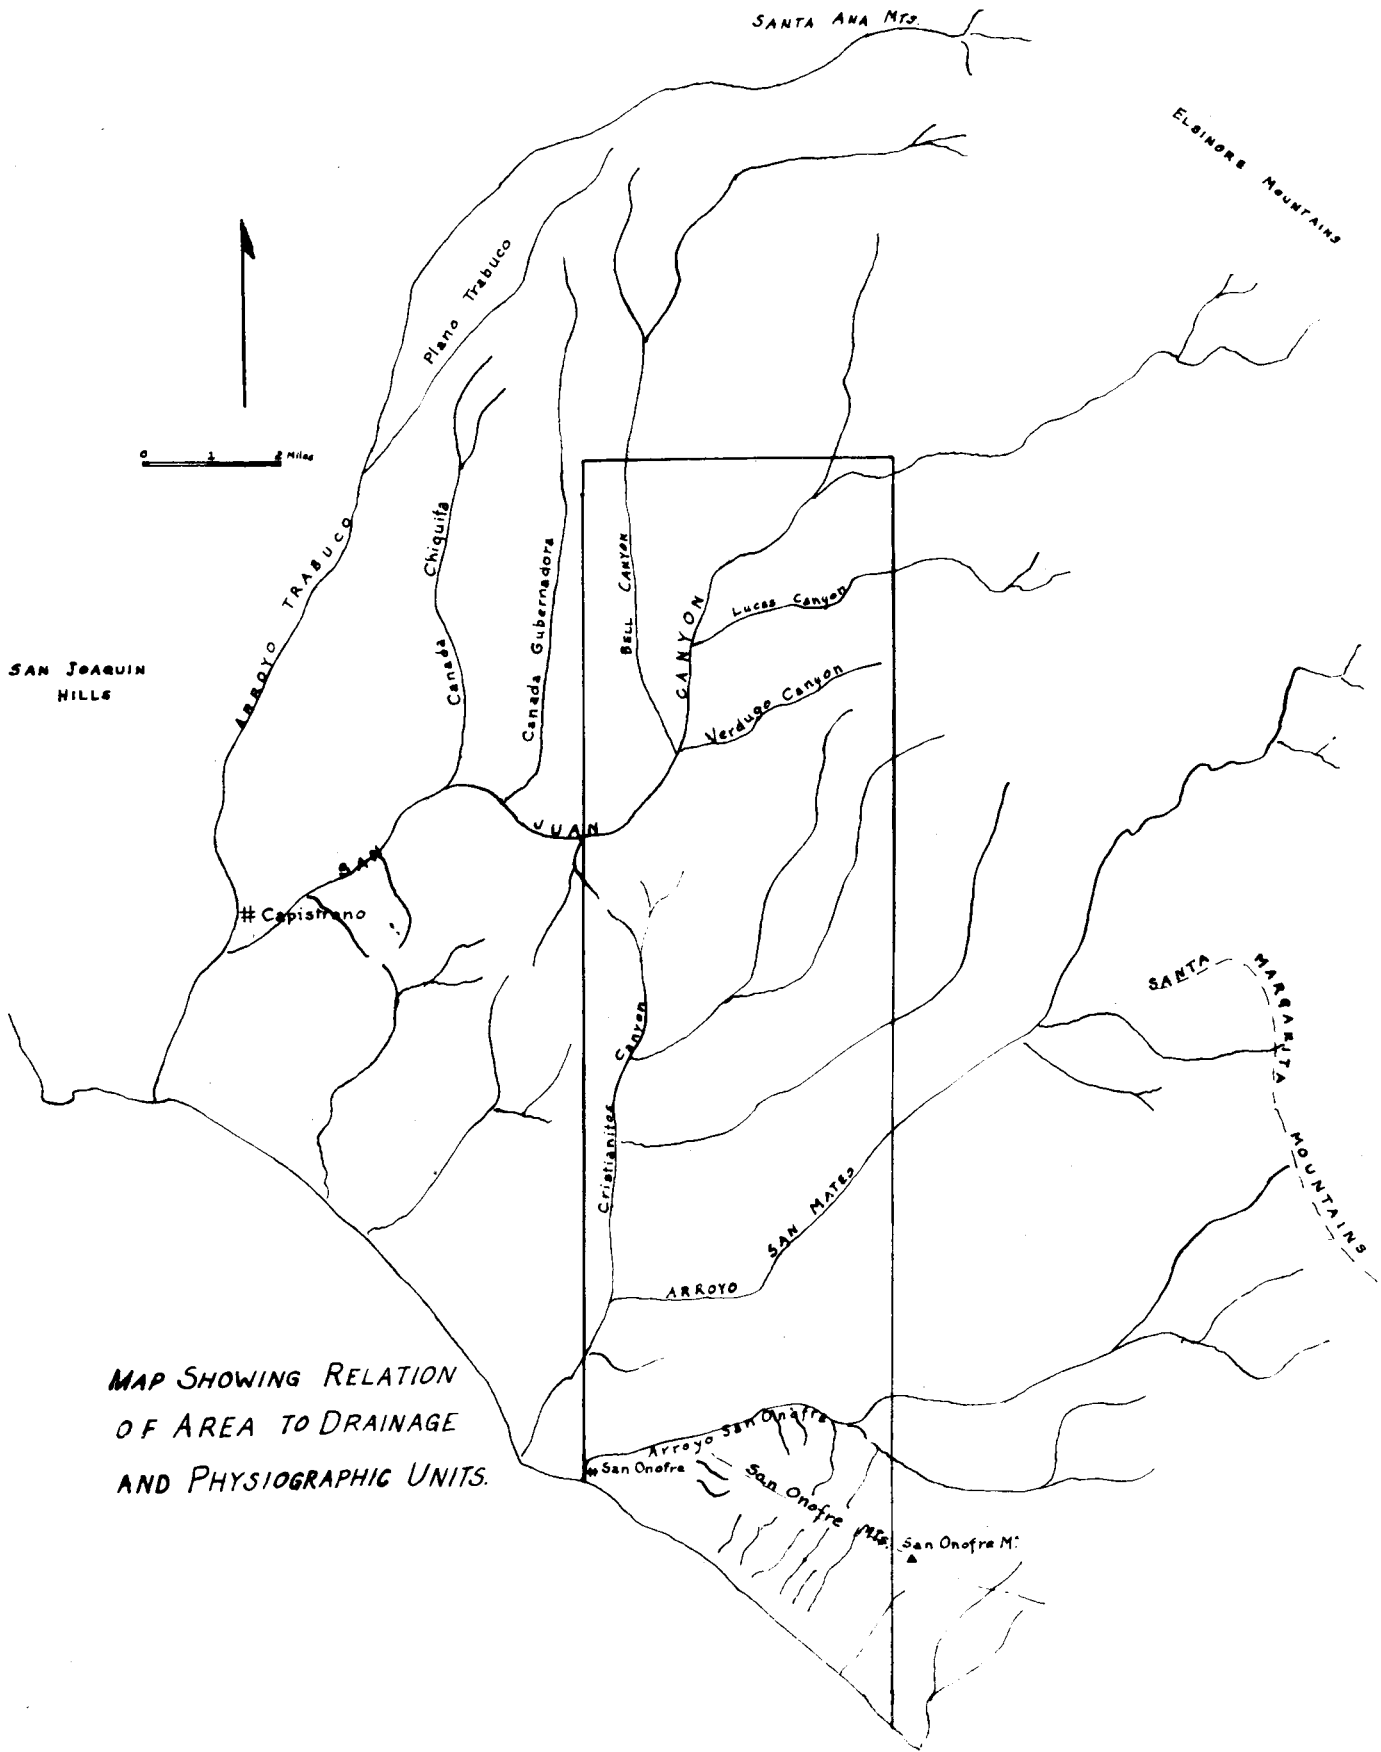 SANTA ANA MTS.
ELSINORE MOUNTAINS
Plano Trabuco
0 1 2 Miles
ARROYO TRABUCO
Canada Chiquita
Canada Gubernadora
BELL CANYON
Lucas Canyon
Verdugo Canyon
SAN JOAQUIN
HILLS
SAN JUAN CANYON
# Capistrano
SANTA MARGARITA MOUNTAINS
Cristianites Canyon
ARROYO SAN MATEO
MAP SHOWING RELATION
OF AREA TO DRAINAGE
AND PHYSIOGRAPHIC UNITS.
Arroyo San Onofre
# San Onofre
San Onofre Mts.
San Onofre Mt.